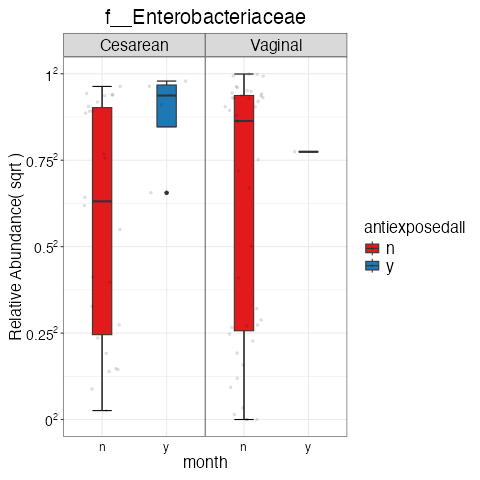 f__Enterobacteriaceae
Cesarean
Vaginal
Relative Abundance( sqrt )
1²
0.75²
0.5²
0.25²
0²
n
y
n
y
month
antiexposedall
n
y